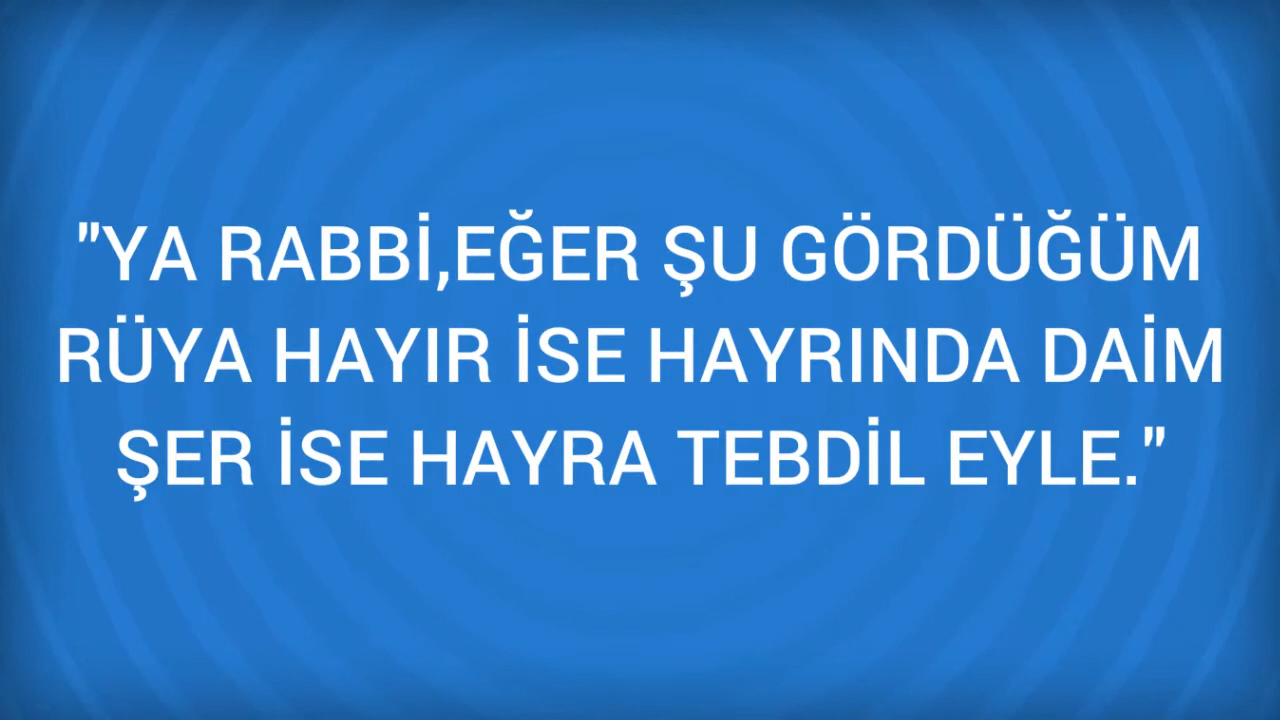 "YA RABBİ,EĞER ŞU GÖRDÜĞÜM
RÜYA HAYIR İSE HAYRINDA DAİM
ŞER İSE HAYRA TEBDİL EYLE."